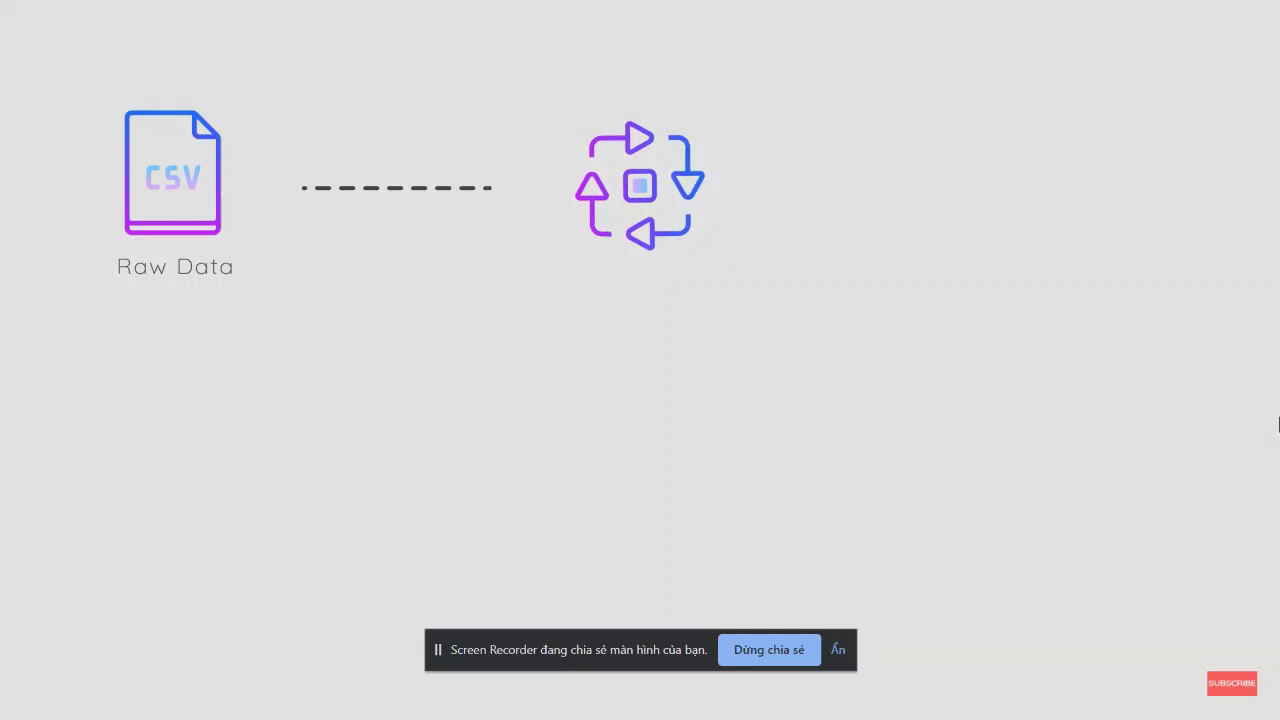 CSV
Raw Data
Screen Recorder đang chia sẻ màn hình của bạn.
Dừng chia sẻ
Ẩn
SUBSCRIBE